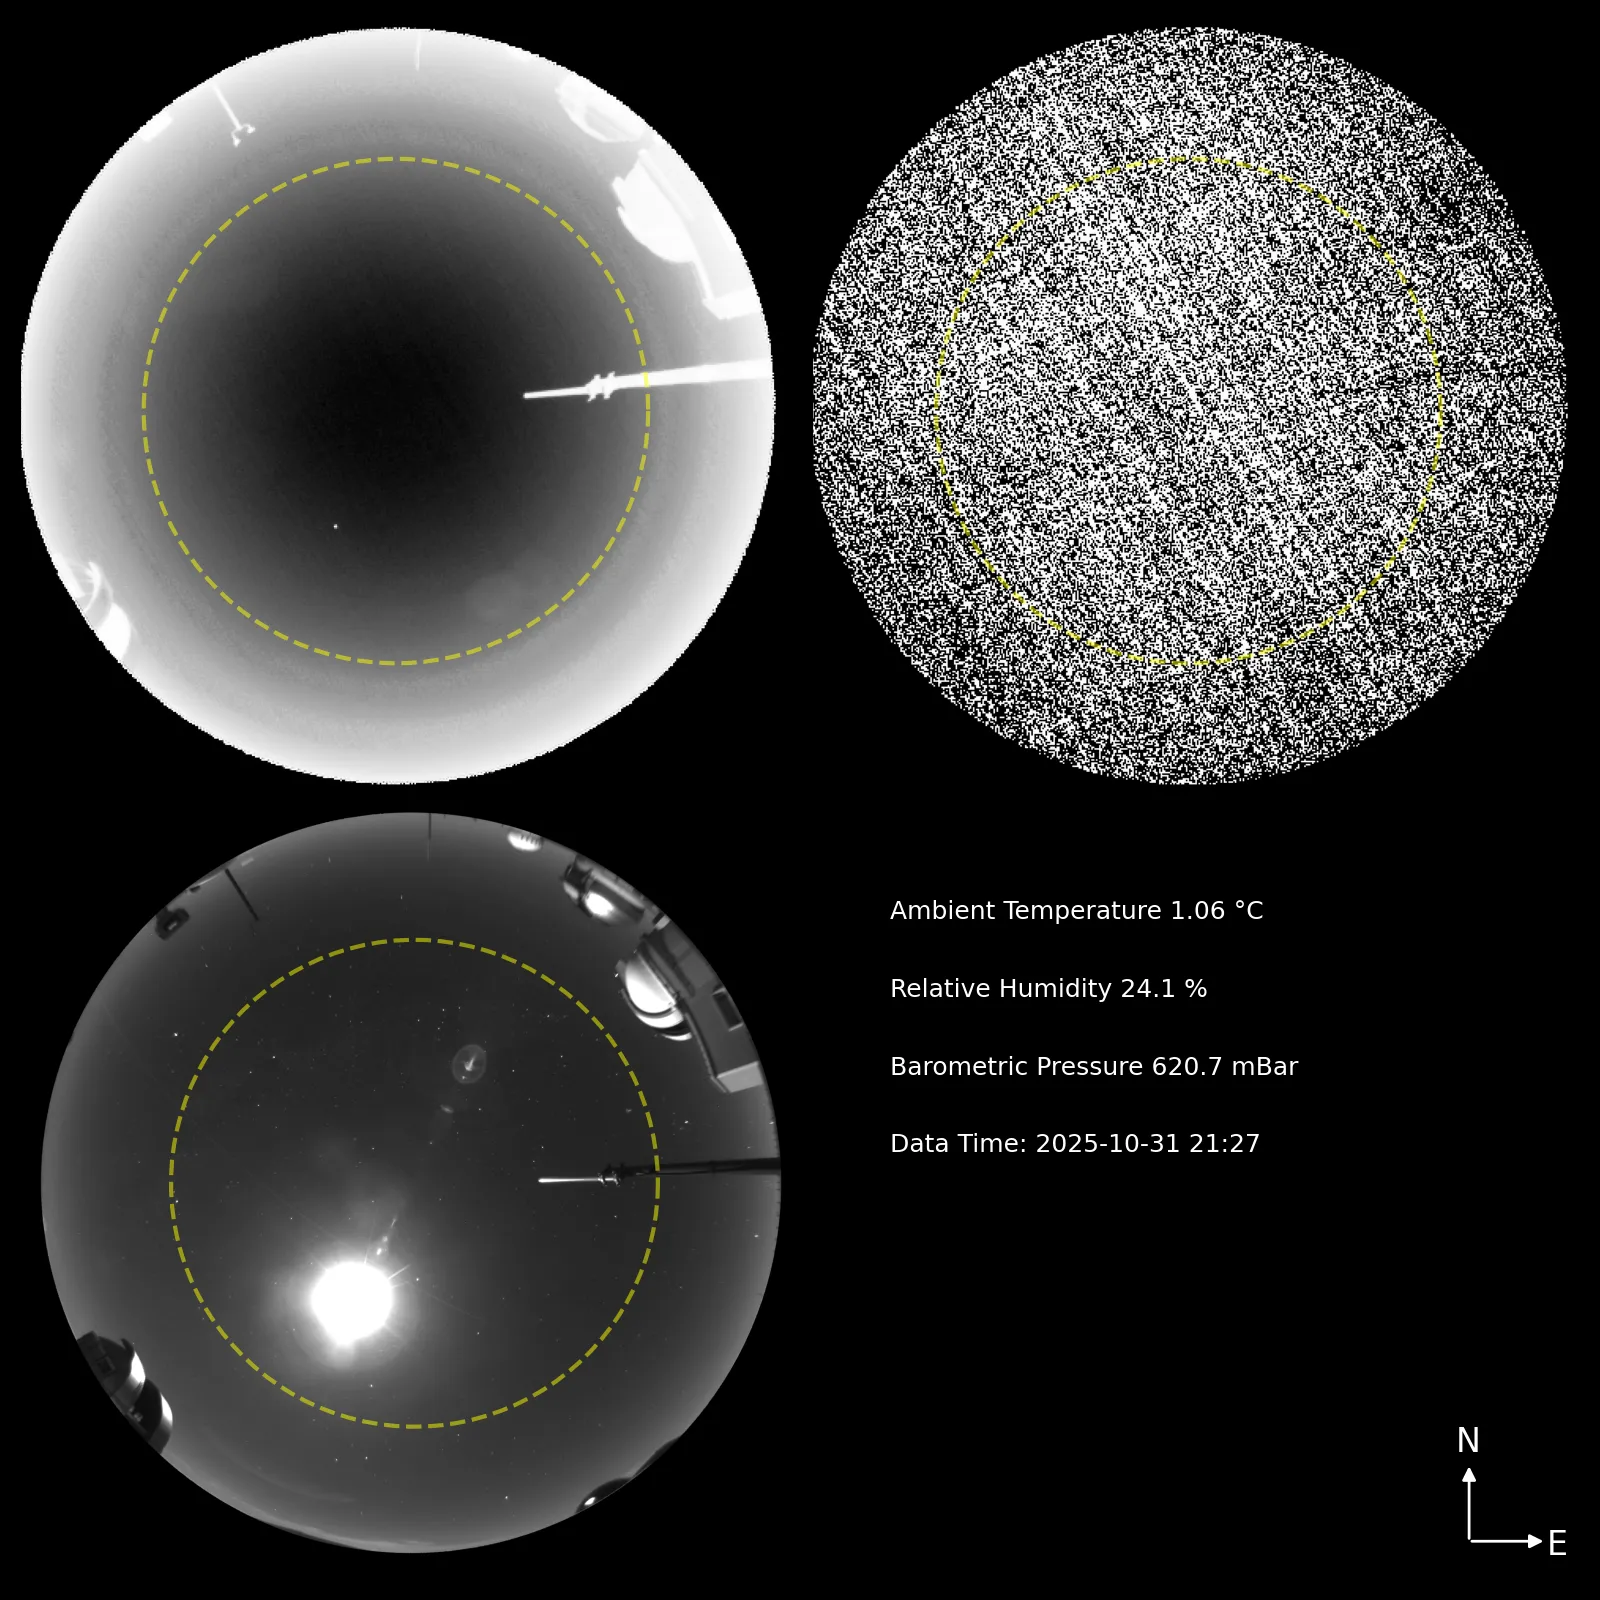 Ambient Temperature 1.06 °C
Relative Humidity 24.1 %
Barometric Pressure 620.7 mBar
Data Time: 2025-10-31 21:27
N
E